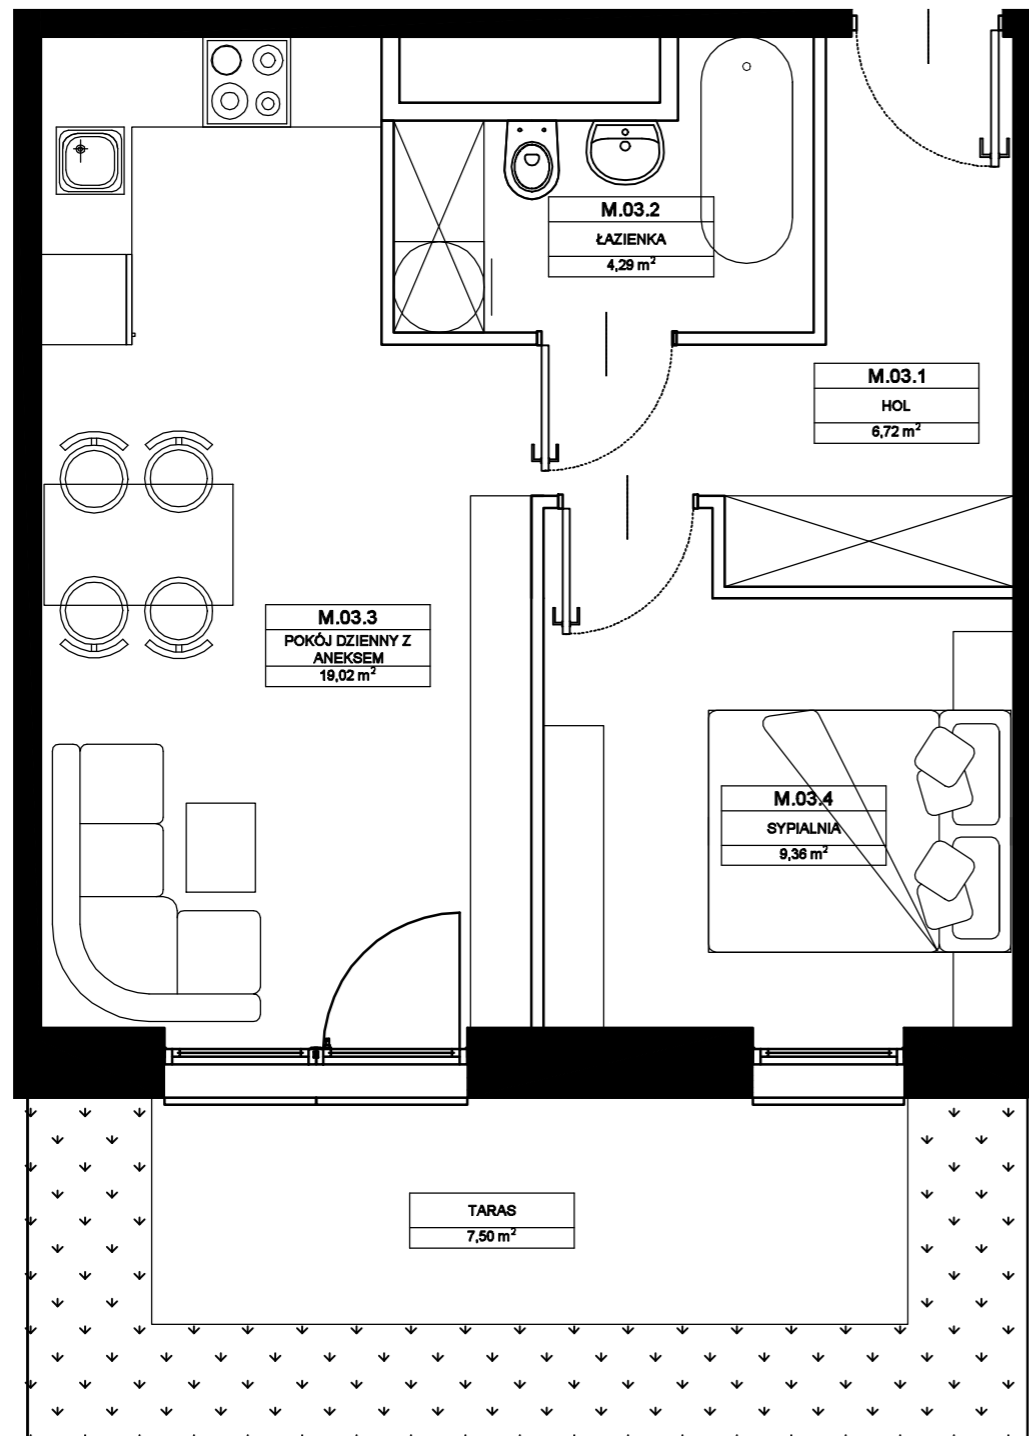 M.03.2
ŁAZIENKA
4,29 m²
M.03.1
HOL
6,72 m²
M.03.3
POKÓJ DZIENNY Z
ANEKSEM
19,02 m²
M.03.4
SYPIALNIA
9,36 m²
TARAS
7,50 m²